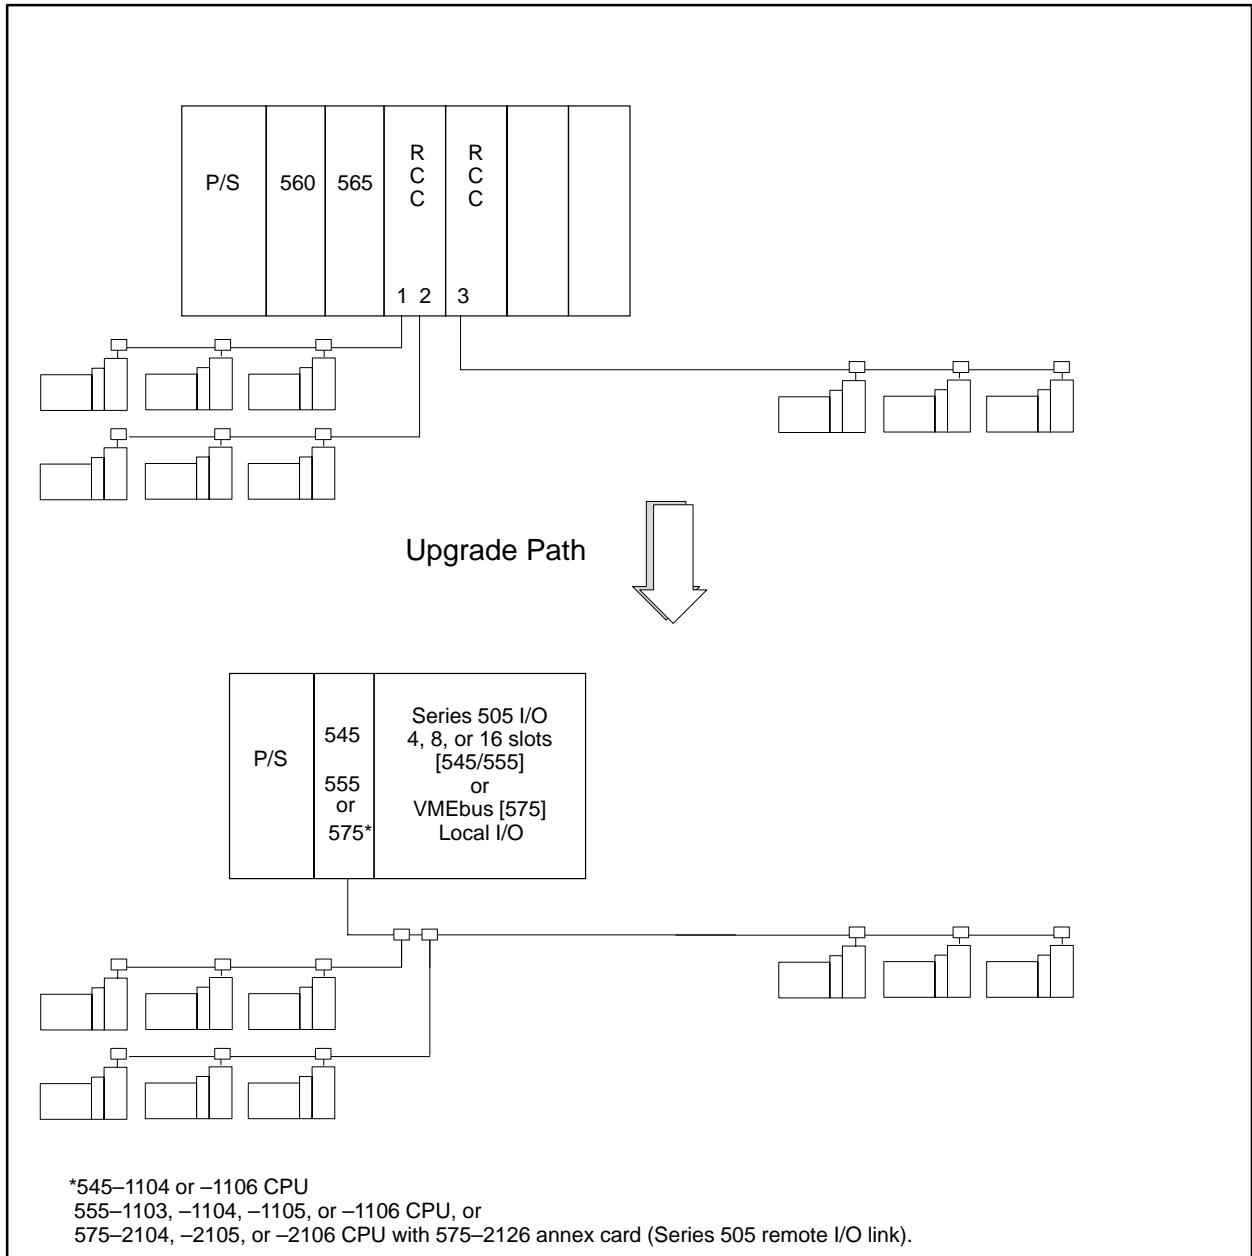 P/S
560
565
R
C
C
R
C
C
1 2
3
Upgrade Path
P/S
545
555
or
575*
Series 505 I/O
4, 8, or 16 slots
[545/555]
or
VMEbus [575]
Local I/O
*545–1104 or –1106 CPU
555–1103, –1104, –1105, or –1106 CPU, or
575–2104, –2105, or –2106 CPU with 575–2126 annex card (Series 505 remote I/O link).